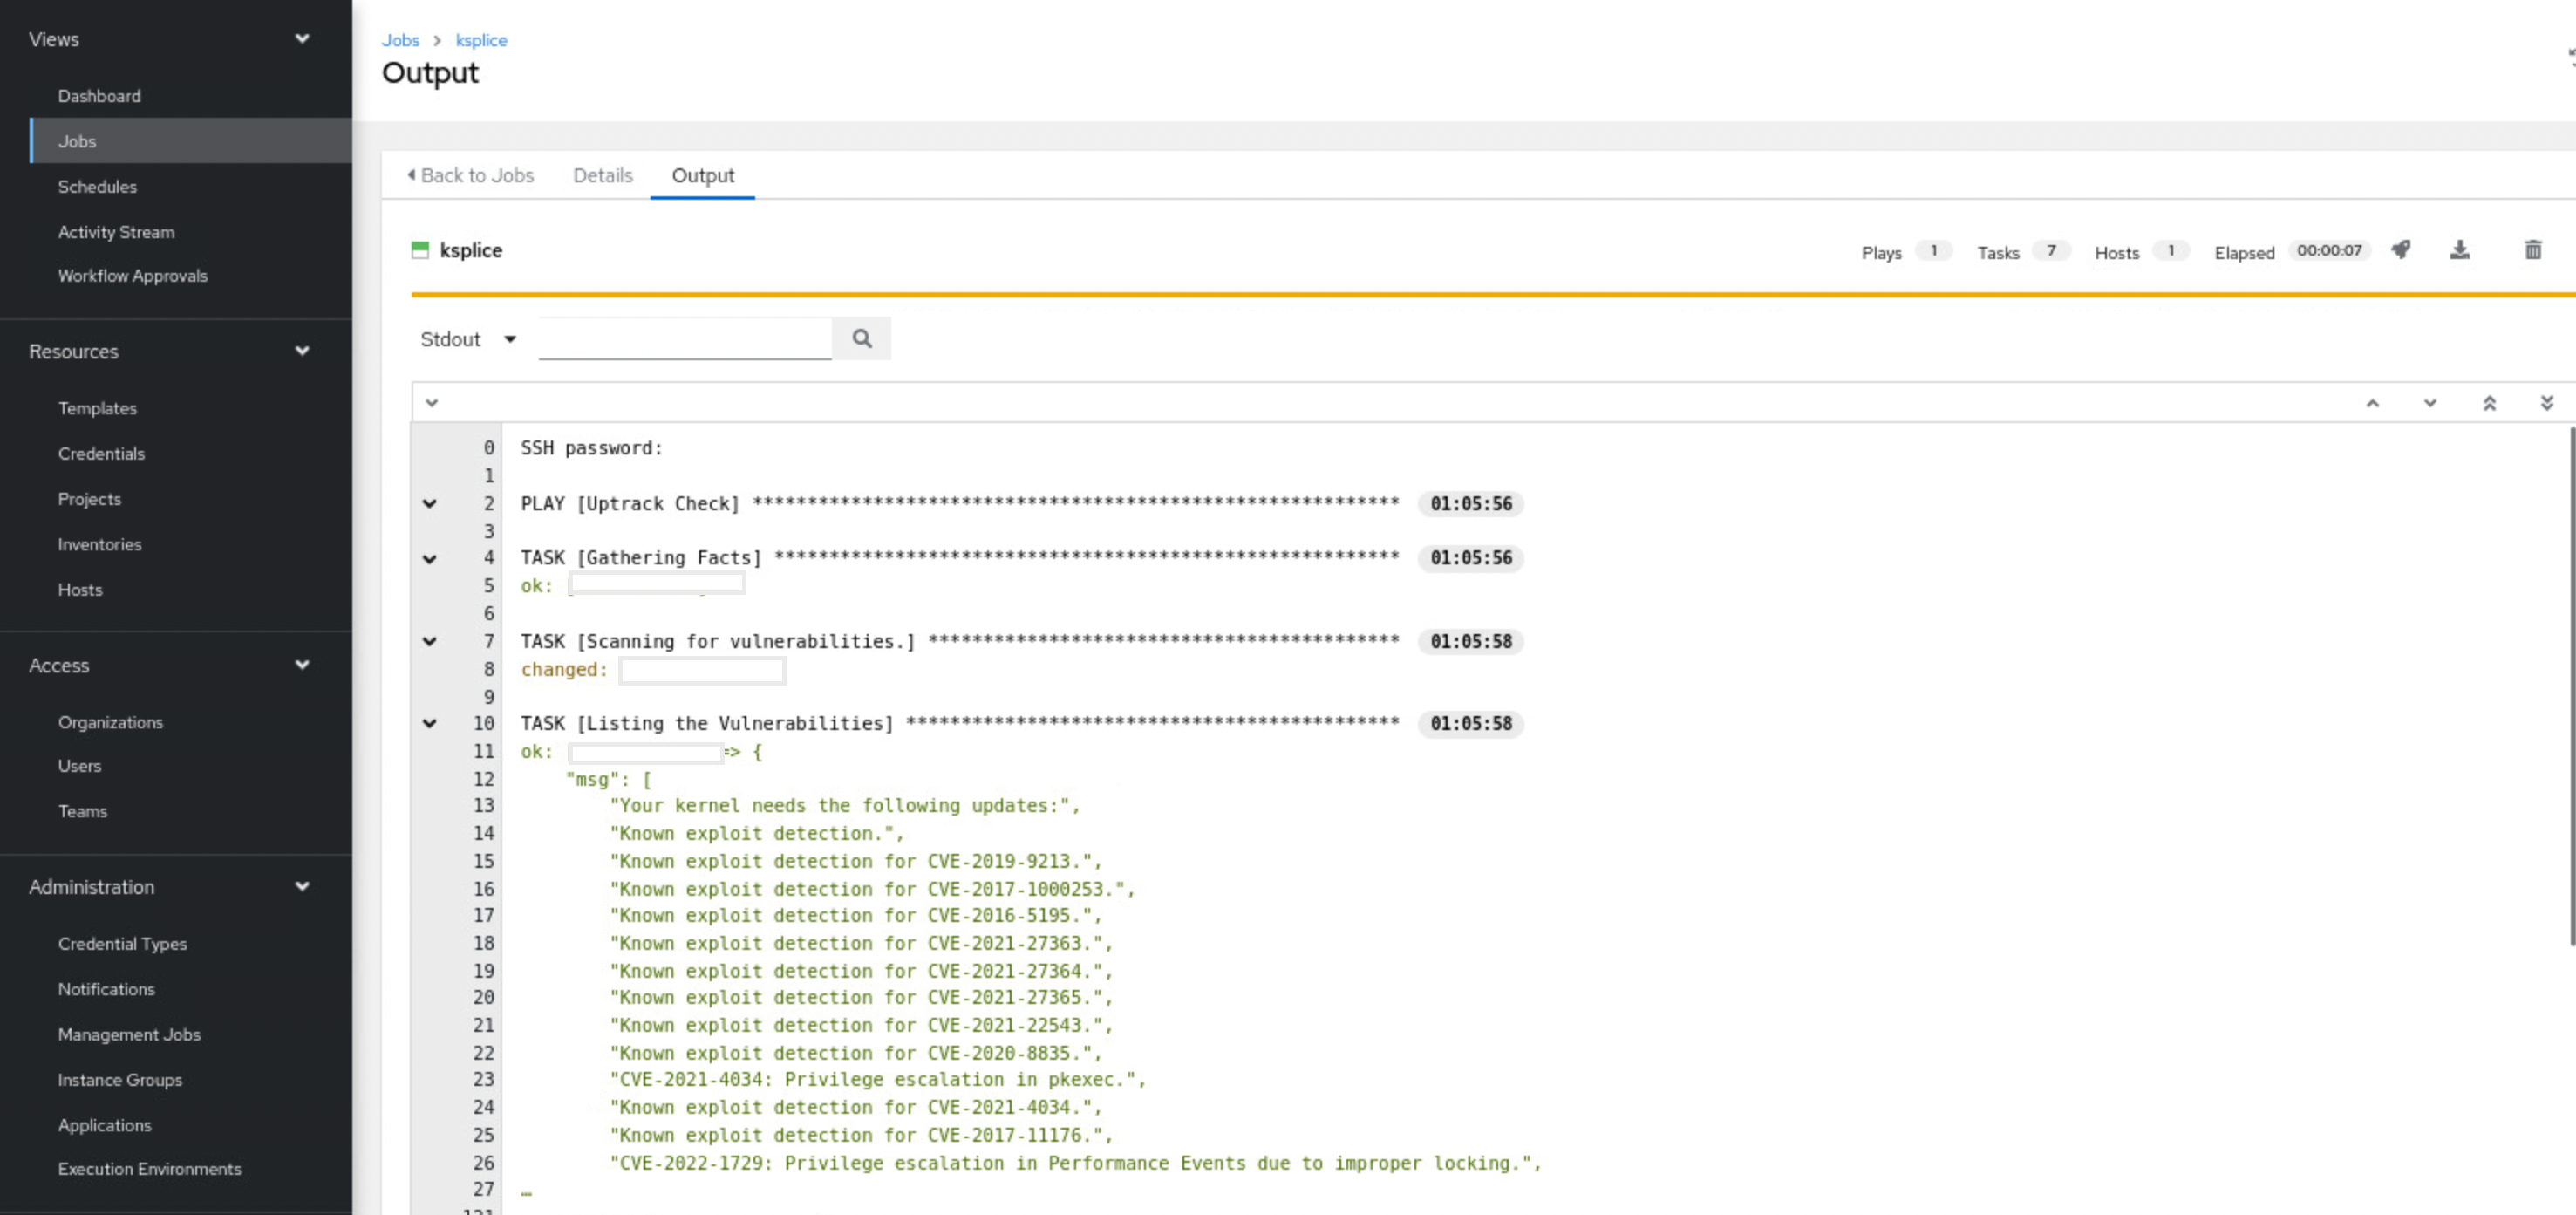 Views
Dashboard
Jobs
Schedules
Activity Stream
Workflow Approvals
Resources
Templates
Credentials
Projects
Inventories
Hosts
Access
Organizations
Users
Teams
Administration
Credential Types
Notifications
Management Jobs
Instance Groups
Applications
Execution Environments
Jobs > ksplice
Output
Back to Jobs Details Output
ksplice Plays 1 Tasks 7 Hosts 1 Elapsed 00:00:07
Stdout
0 SSH password:
1
2 PLAY [Uptrack Check] *********************************************************** 01:05:56
3
4 TASK [Gathering Facts] ********************************************************* 01:05:56
5 ok:
6
7 TASK [Scanning for vulnerabilities.] ******************************************* 01:05:58
8 changed:
9
10 TASK [Listing the Vulnerabilities] ********************************************* 01:05:58
11 ok: => {
12 "msg": [
13 "Your kernel needs the following updates:",
14 "Known exploit detection.",
15 "Known exploit detection for CVE-2019-9213.",
16 "Known exploit detection for CVE-2017-1000253.",
17 "Known exploit detection for CVE-2016-5195.",
18 "Known exploit detection for CVE-2021-27363.",
19 "Known exploit detection for CVE-2021-27364.",
20 "Known exploit detection for CVE-2021-27365.",
21 "Known exploit detection for CVE-2021-22543.",
22 "Known exploit detection for CVE-2020-8835.",
23 "CVE-2021-4034: Privilege escalation in pkexec.",
24 "Known exploit detection for CVE-2021-4034.",
25 "Known exploit detection for CVE-2017-11176.",
26 "CVE-2022-1729: Privilege escalation in Performance Events due to improper locking.",
27 …